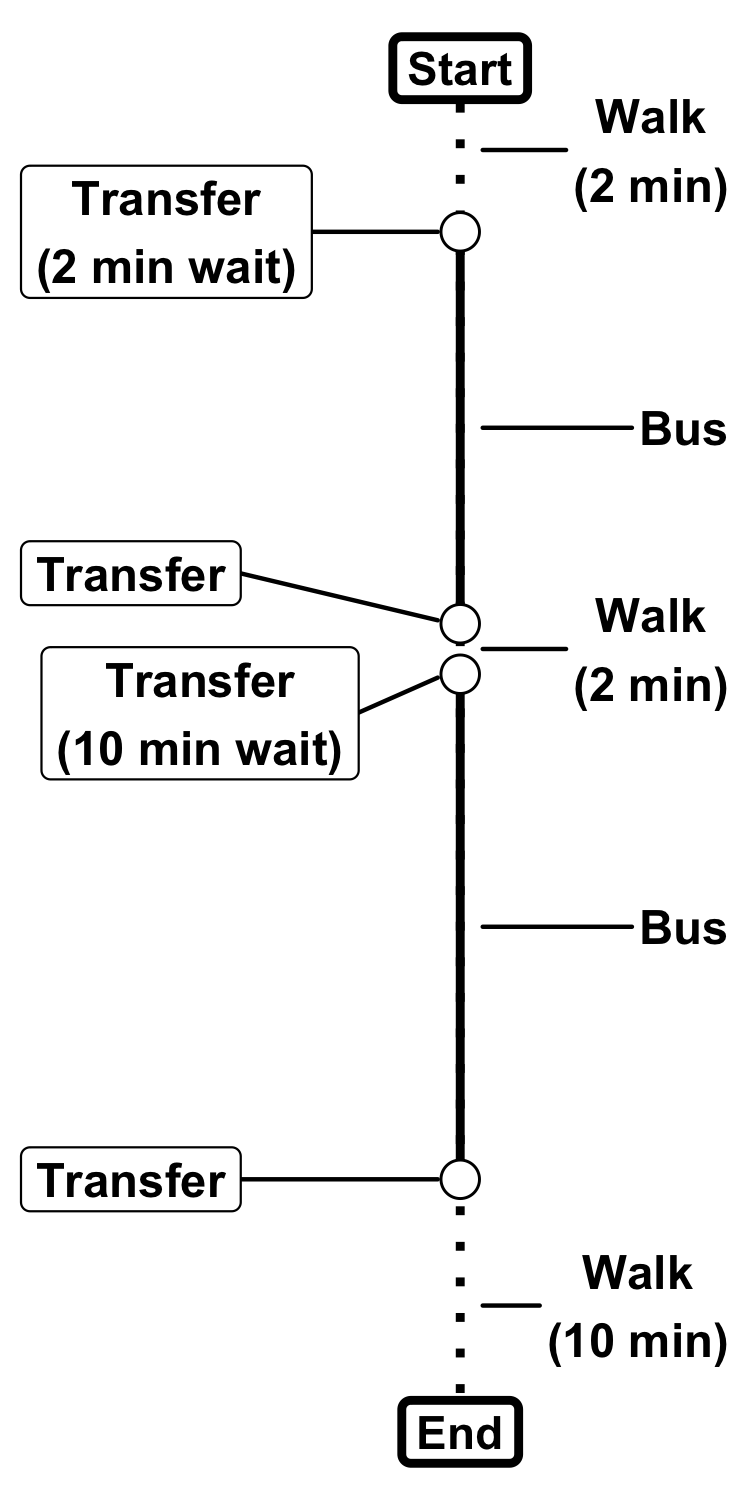 Start
Walk
(2 min)
Transfer
(2 min wait)
Bus
Transfer
Walk
(2 min)
Transfer
(10 min wait)
Bus
Transfer
Walk
(10 min)
End